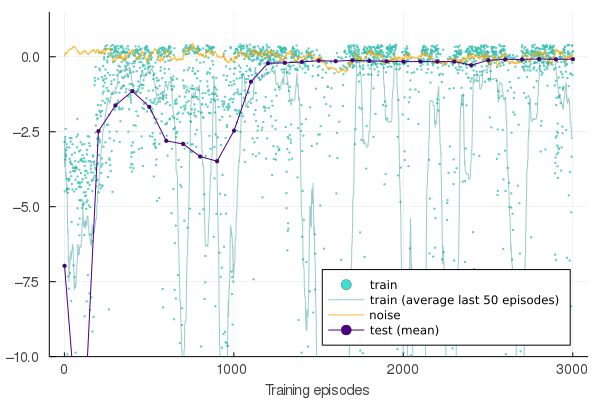 0.0
−2.5
−5.0
−7.5
−10.0
0
1000
2000
3000
Training episodes
train
train (average last 50 episodes)
noise
test (mean)